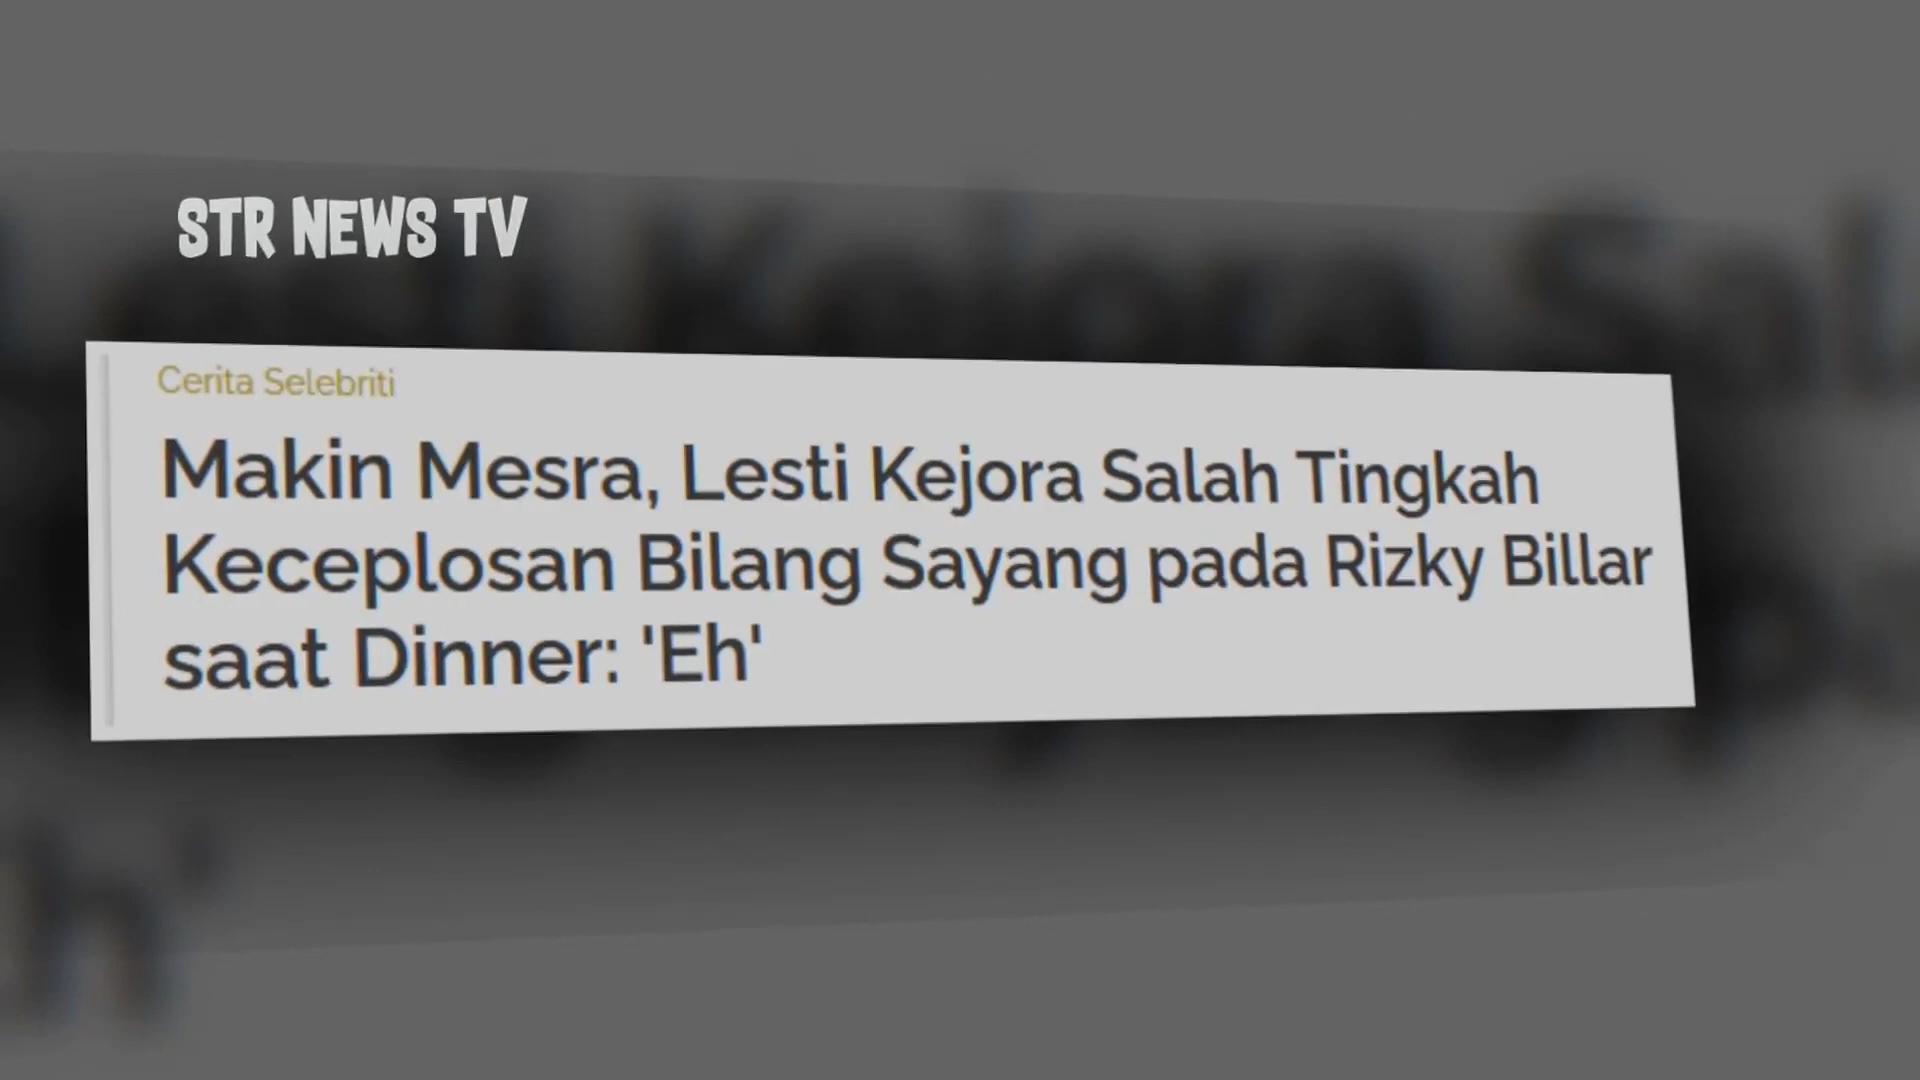 STR NEWS TV
Cerita Selebriti
Makin Mesra, Lesti Kejora Salah Tingkah
Keceplosan Bilang Sayang pada Rizky Billar
saat Dinner: 'Eh'